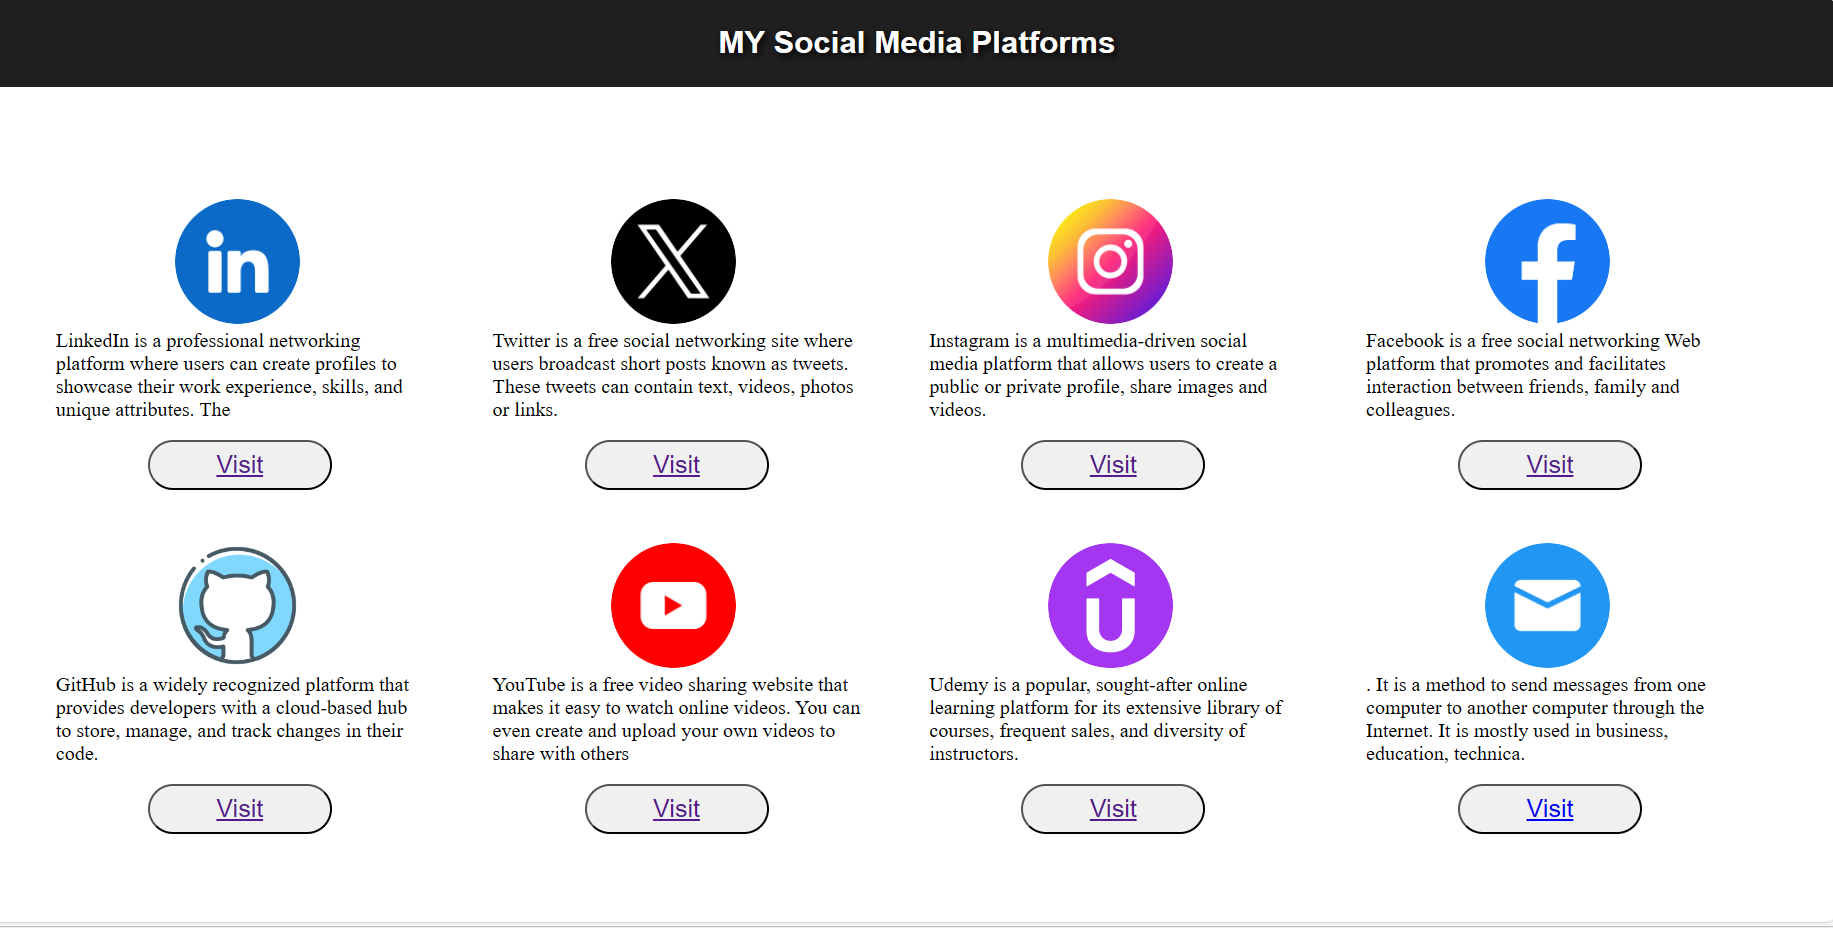 MY Social Media Platforms
in
LinkedIn is a professional networking
platform where users can create profiles to
showcase their work experience, skills, and
unique attributes. The
Visit
X
Twitter is a free social networking site where
users broadcast short posts known as tweets.
These tweets can contain text, videos, photos
or links.
Visit
Instagram is a multimedia-driven social
media platform that allows users to create a
public or private profile, share images and
videos.
Visit
f
Facebook is a free social networking Web
platform that promotes and facilitates
interaction between friends, family and
colleagues.
Visit
GitHub is a widely recognized platform that
provides developers with a cloud-based hub
to store, manage, and track changes in their
code.
Visit
YouTube is a free video sharing website that
makes it easy to watch online videos. You can
even create and upload your own videos to
share with others
Visit
U
Udemy is a popular, sought-after online
learning platform for its extensive library of
courses, frequent sales, and diversity of
instructors.
Visit
. It is a method to send messages from one
computer to another computer through the
Internet. It is mostly used in business,
education, technica.
Visit